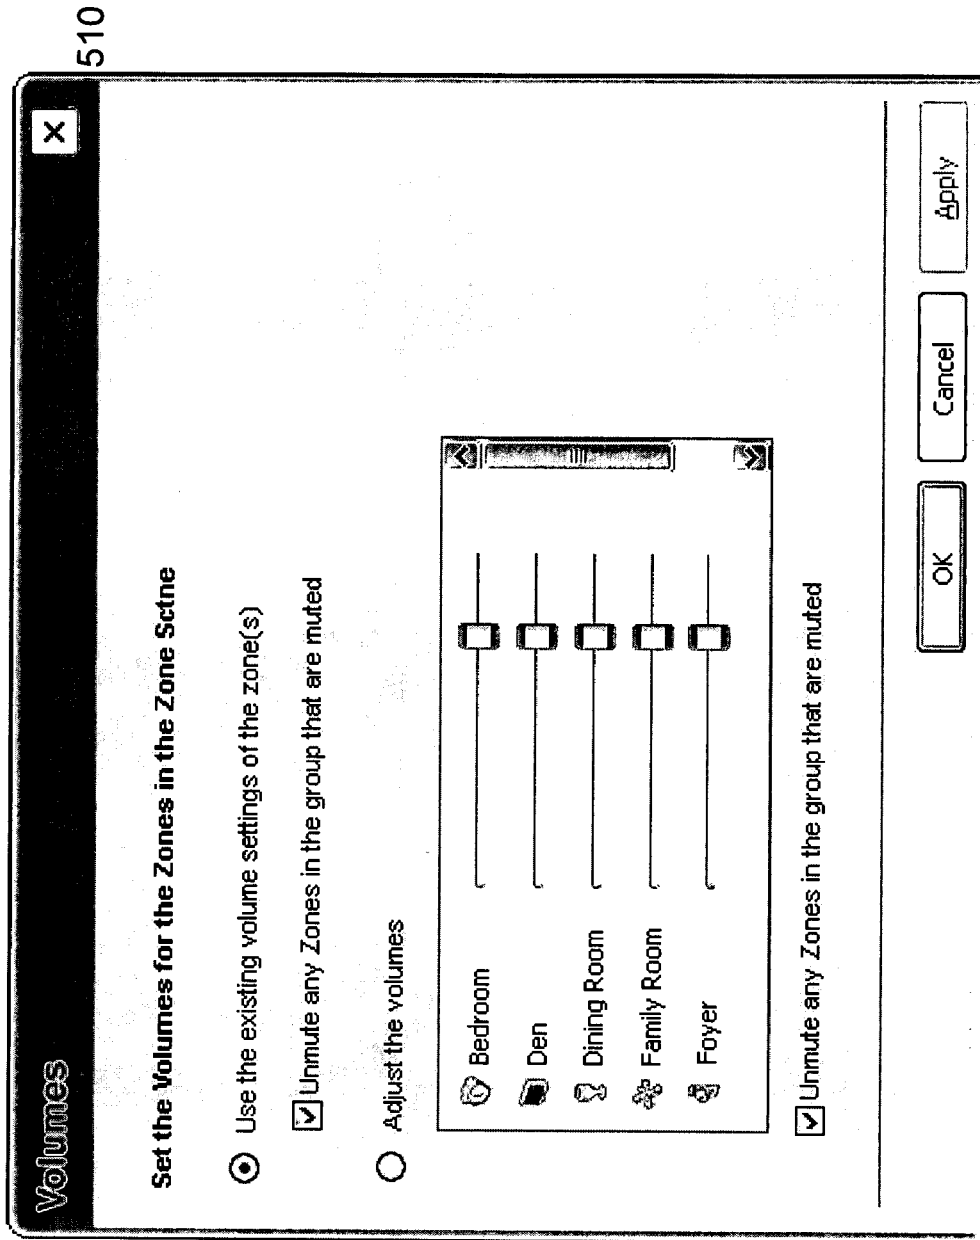 510
Volumes
Set the Volumes for the Zones in the Zone Sctne
Use the existing volume settings of the zone(s)
Unmute any Zones in the group that are muted
Adjust the volumes
Bedroom
Den
Dining Room
Family Room
Foyer
Unmute any Zones in the group that are muted
OK
Cancel
Apply